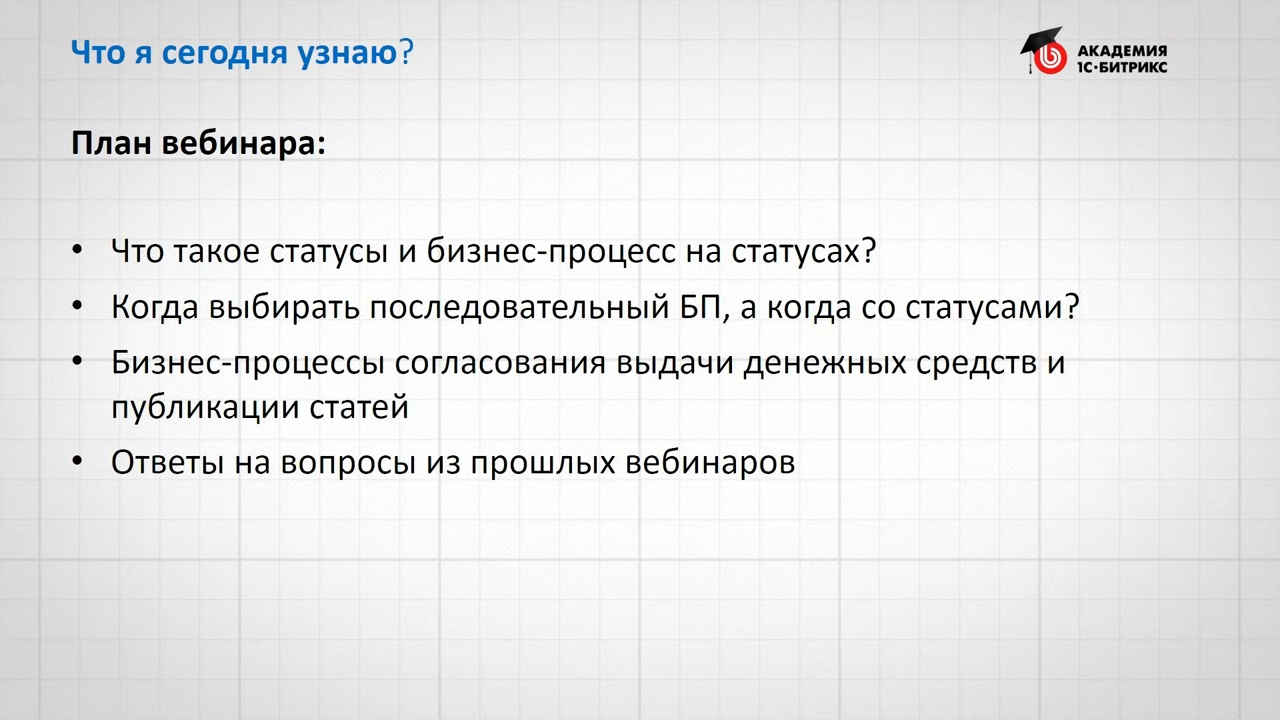 Что я сегодня узнаю?
АКАДЕМИЯ
1С·БИТРИКС
План вебинара:
• Что такое статусы и бизнес-процесс на статусах?
• Когда выбирать последовательный БП, а когда со статусами?
• Бизнес-процессы согласования выдачи денежных средств и
публикации статей
• Ответы на вопросы из прошлых вебинаров